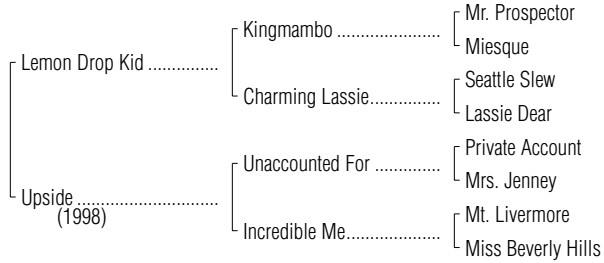 Mr. Prospector
Kingmambo ..................
Miesque
Lemon Drop Kid ...............
Seattle Slew
Charming Lassie...............
Lassie Dear
Private Account
Unaccounted For ..............
Mrs. Jenney
Upside ..............................
(1998)
Mt. Livermore
Incredible Me....................
Miss Beverly Hills